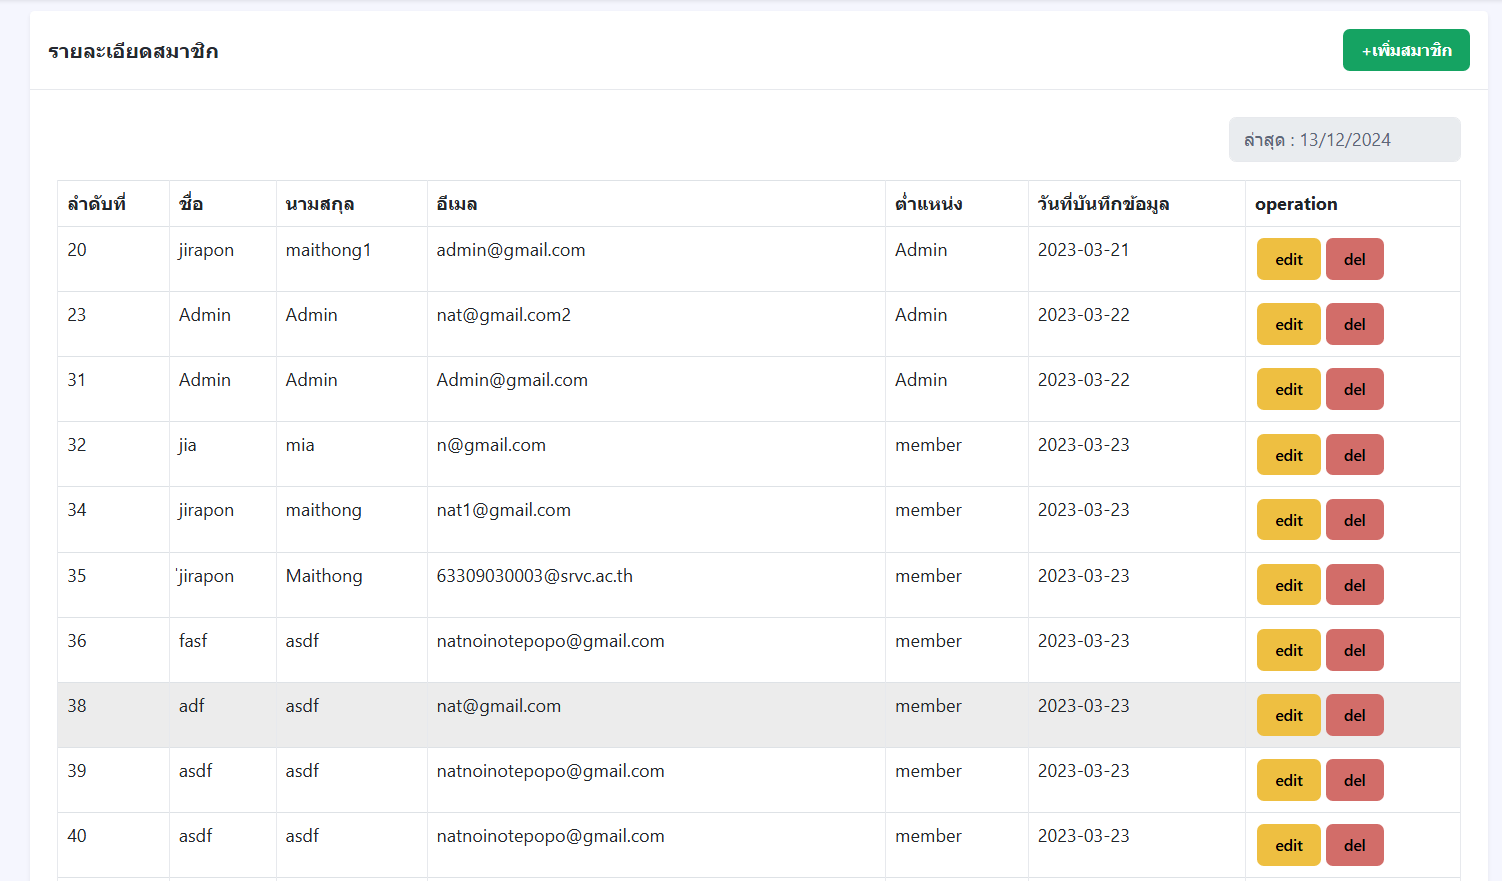 รายละเอียดสมาชิก +เพิ่มสมาชิก
ล่าสุด : 13/12/2024
ลำดับที่ ชื่อ นามสกุล อีเมล ตำแหน่ง วันที่บันทึกข้อมูล operation
20 jirapon maithong1 admin@gmail.com Admin 2023-03-21 edit del
23 Admin Admin nat@gmail.com2 Admin 2023-03-22 edit del
31 Admin Admin Admin@gmail.com Admin 2023-03-22 edit del
32 jia mia n@gmail.com member 2023-03-23 edit del
34 jirapon maithong nat1@gmail.com member 2023-03-23 edit del
35 'jirapon Maithong 63309030003@srvc.ac.th member 2023-03-23 edit del
36 fasf asdf natnoinotepopo@gmail.com member 2023-03-23 edit del
38 adf asdf nat@gmail.com member 2023-03-23 edit del
39 asdf asdf natnoinotepopo@gmail.com member 2023-03-23 edit del
40 asdf asdf natnoinotepopo@gmail.com member 2023-03-23 edit del